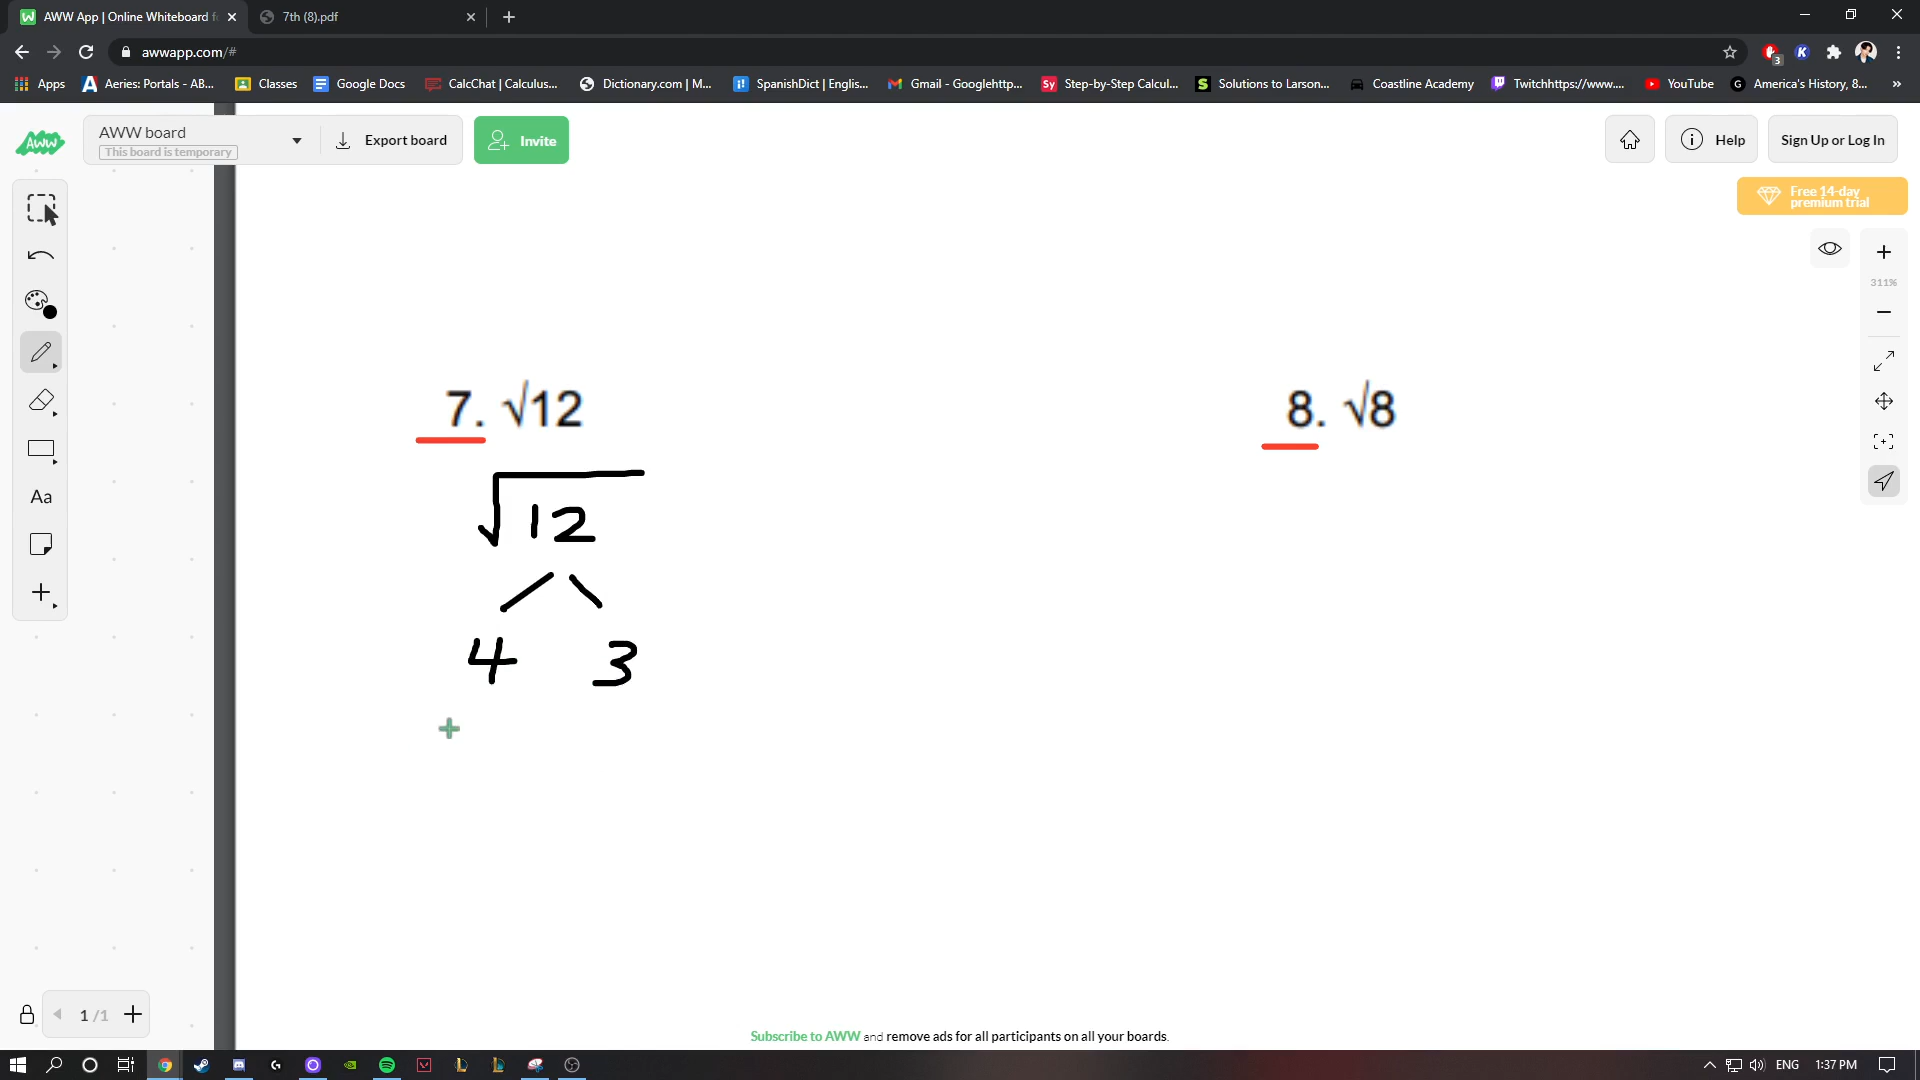 AWW App | Online Whiteboard f
7th (8).pdf
awwapp.com/#
3
K
Apps
Aeries: Portals - AB...
Classes
Google Docs
CalcChat | Calculus...
Dictionary.com | M...
SpanishDict | Englis...
Gmail - Googlehttp...
Sy Step-by-Step Calcul...
S Solutions to Larson...
Coastline Academy
Twitchhttps://www....
YouTube
G America's History, 8...
»
AWW
AWW board
This board is temporary
Export board
Invite
Help
Sign Up or Log In
Free 14-day
premium trial
311%
Aa
7. √12
8. √8
√12
4 3
1 /1
Subscribe to AWW and remove ads for all participants on all your boards.
ENG
1:37 PM